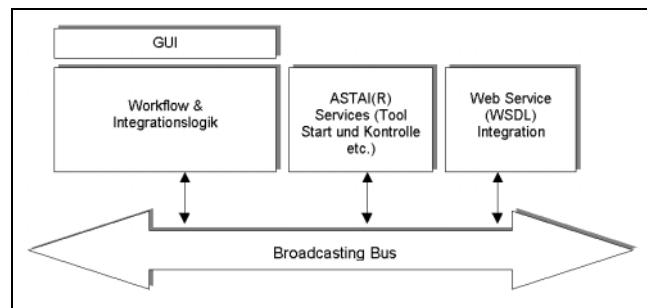 GUI
Workflow &
Integrationslogik
ASTAI(R)
Services (Tool
Start und Kontrolle
etc.)
Web Service
(WSDL)
Integration
Broadcasting Bus